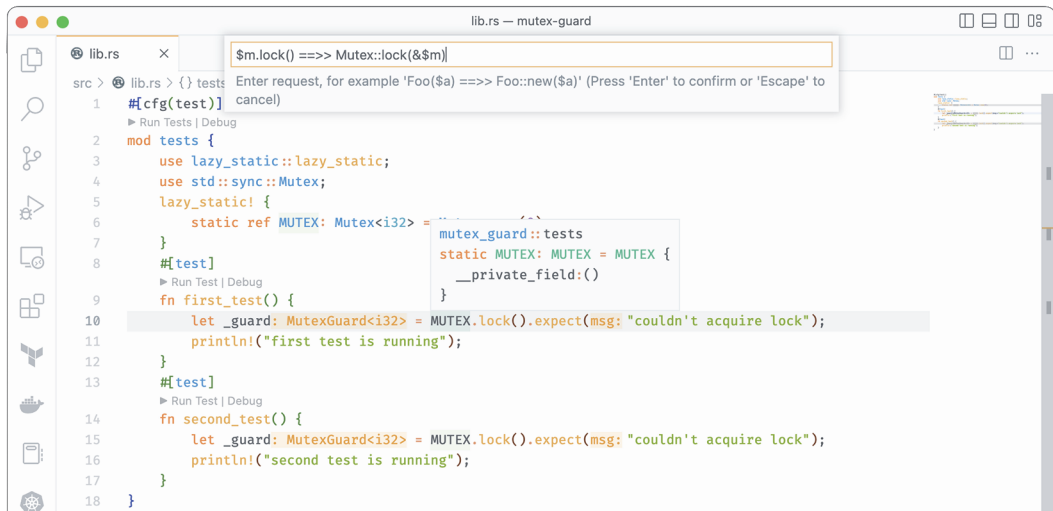 lib.rs — mutex-guard
lib.rs
$m.lock() ==>> Mutex::lock(&$m)
Enter request, for example 'Foo($a) ==>> Foo::new($a)' (Press 'Enter' to confirm or 'Escape' to
cancel)
src > lib.rs > {} tests
1 #[cfg(test)]
Run Tests | Debug
2 mod tests {
3 use lazy_static::lazy_static;
4 use std::sync::Mutex;
5 lazy_static! {
6 static ref MUTEX: Mutex<i32> =
mutex_guard::tests
7 }
static MUTEX: MUTEX = MUTEX {
8 #[test]
__private_field:()
Run Test | Debug
}
9 fn first_test() {
10 let _guard: MutexGuard<i32> = MUTEX.lock().expect(msg: "couldn't acquire lock");
11 println!("first test is running");
12 }
13 #[test]
Run Test | Debug
14 fn second_test() {
15 let _guard: MutexGuard<i32> = MUTEX.lock().expect(msg: "couldn't acquire lock");
16 println!("second test is running");
17 }
18 }